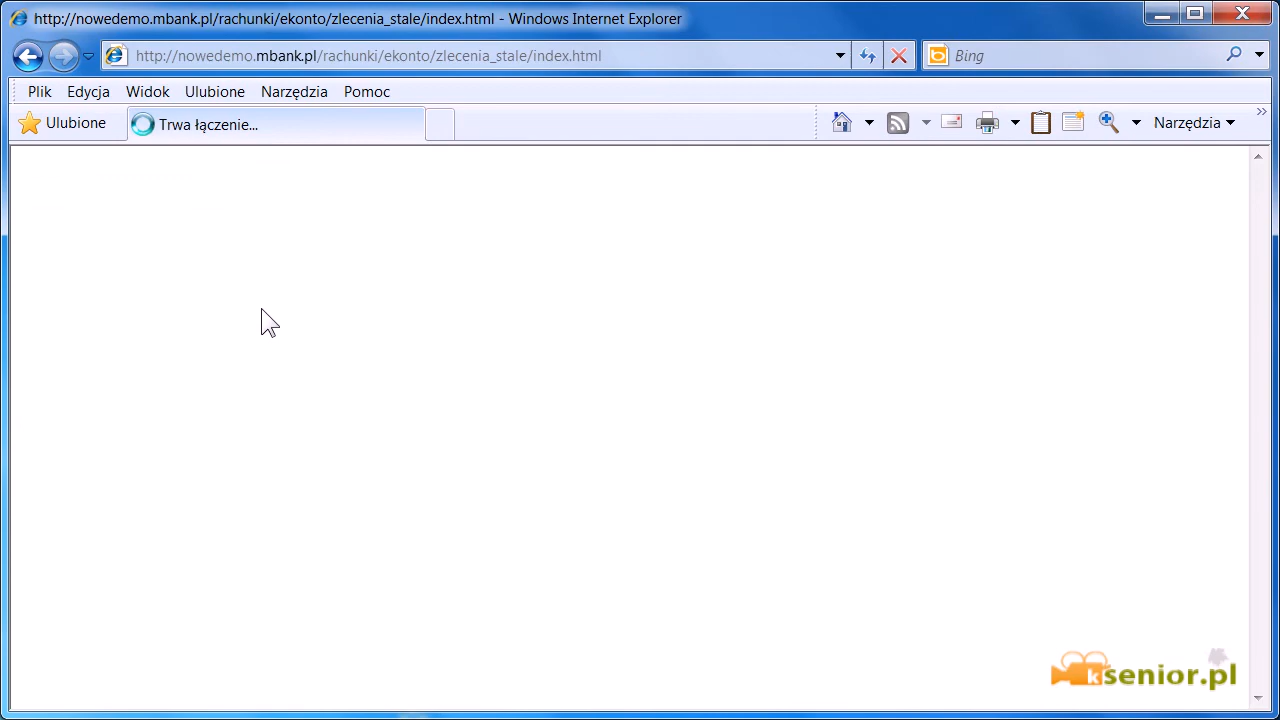 http://nowedemo.mbank.pl/rachunki/ekonto/zlecenia_stale/index.html - Windows Internet Explorer
http://nowedemo.mbank.pl/rachunki/ekonto/zlecenia_stale/index.html
Bing
Plik Edycja Widok Ulubione Narzędzia Pomoc
Ulubione
Trwa łączenie...
Narzędzia
ksenior.pl